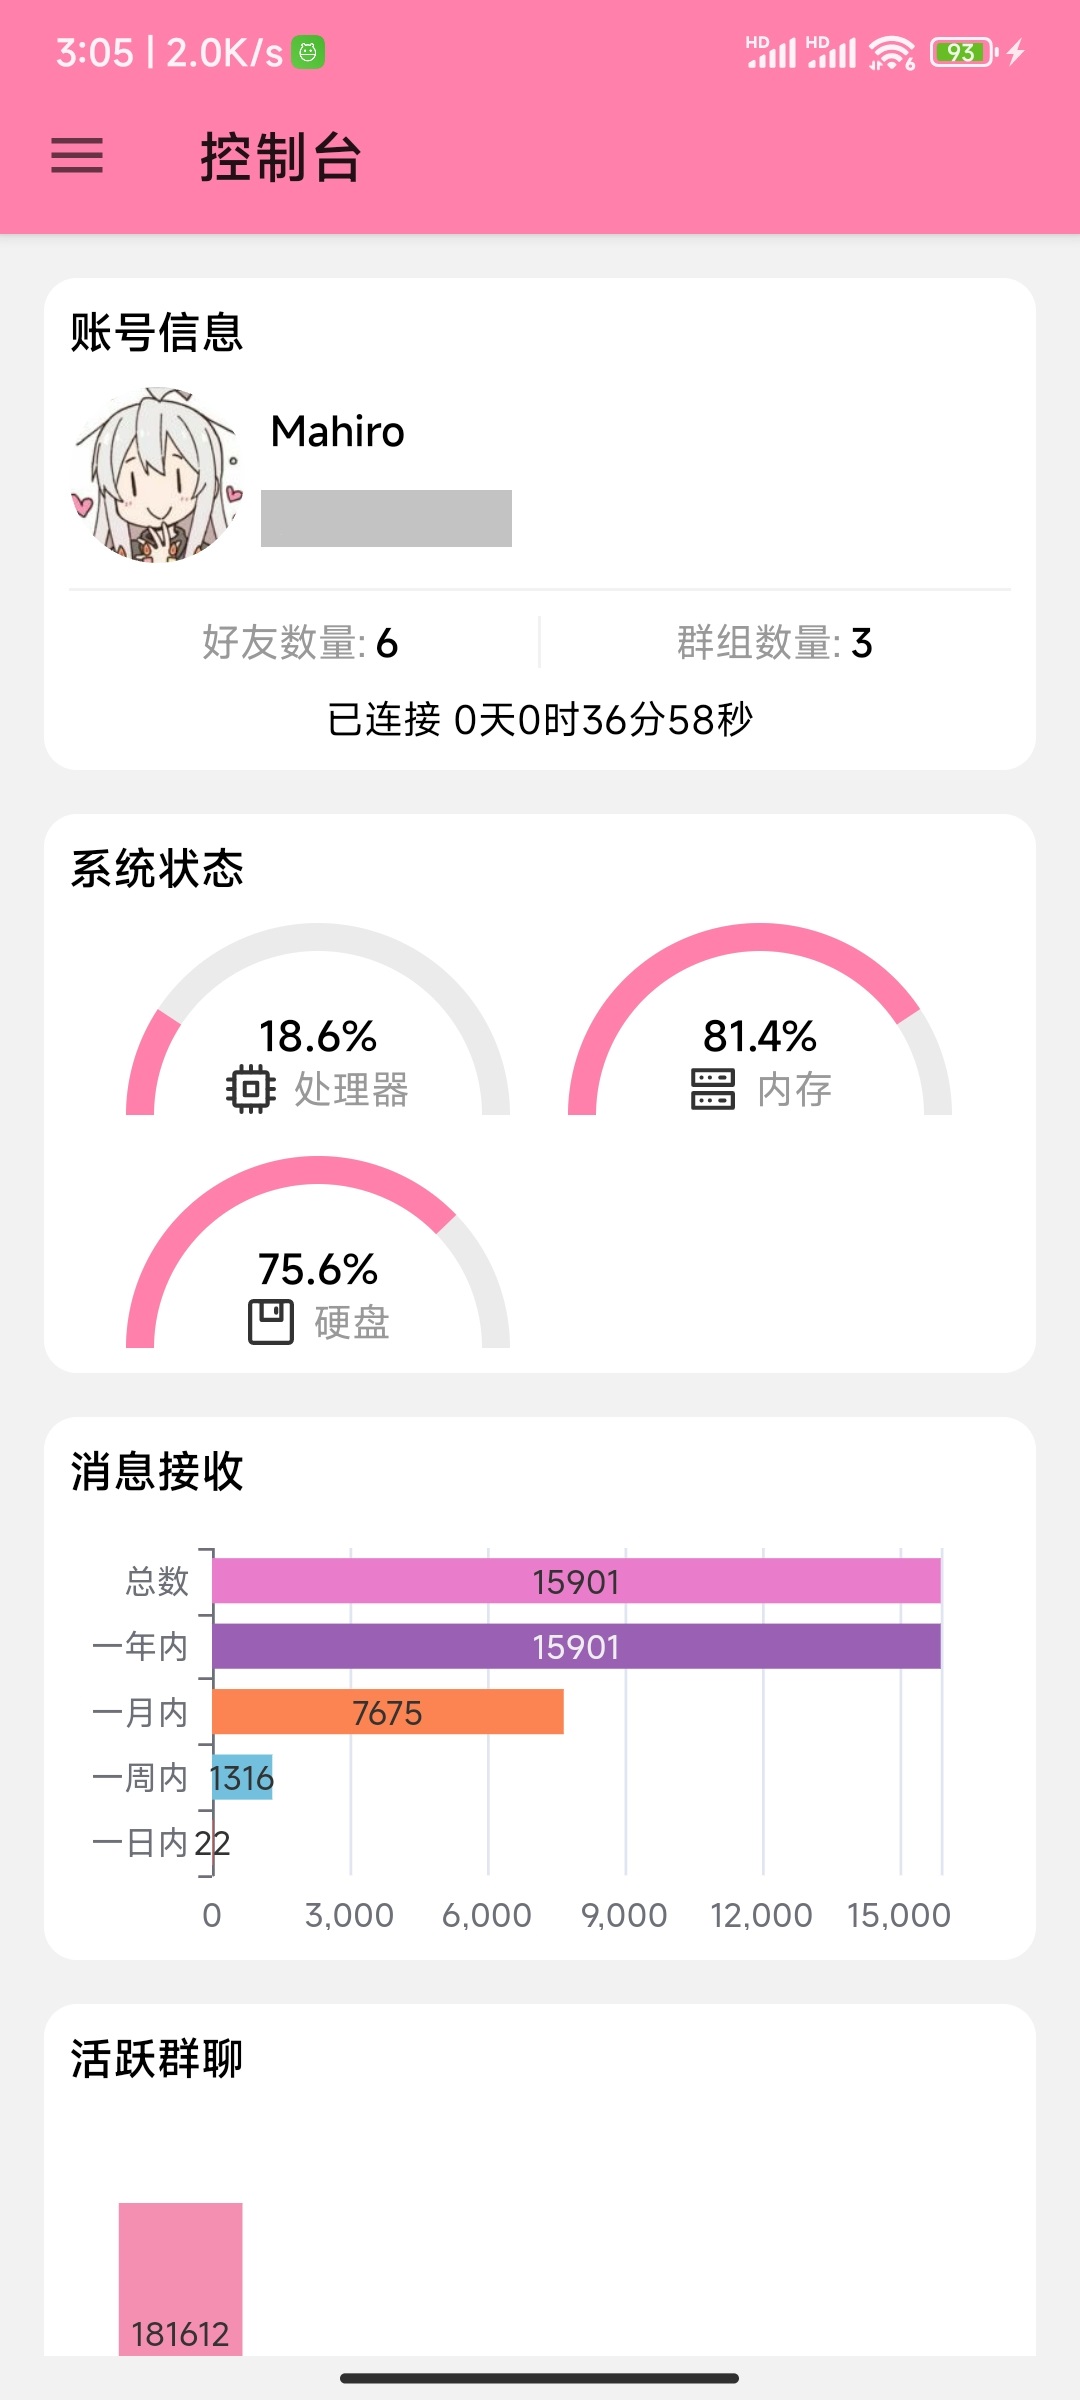 3:05 | 2.0K/s
HD HD 6 93
控制台
账号信息
Mahiro
好友数量: 6
群组数量: 3
已连接 0天0时36分58秒
系统状态
18.6%
处理器
81.4%
内存
75.6%
硬盘
消息接收
总数 15901
一年内 15901
一月内 7675
一周内 1316
一日内 22
0 3,000 6,000 9,000 12,000 15,000
活跃群聊
181612